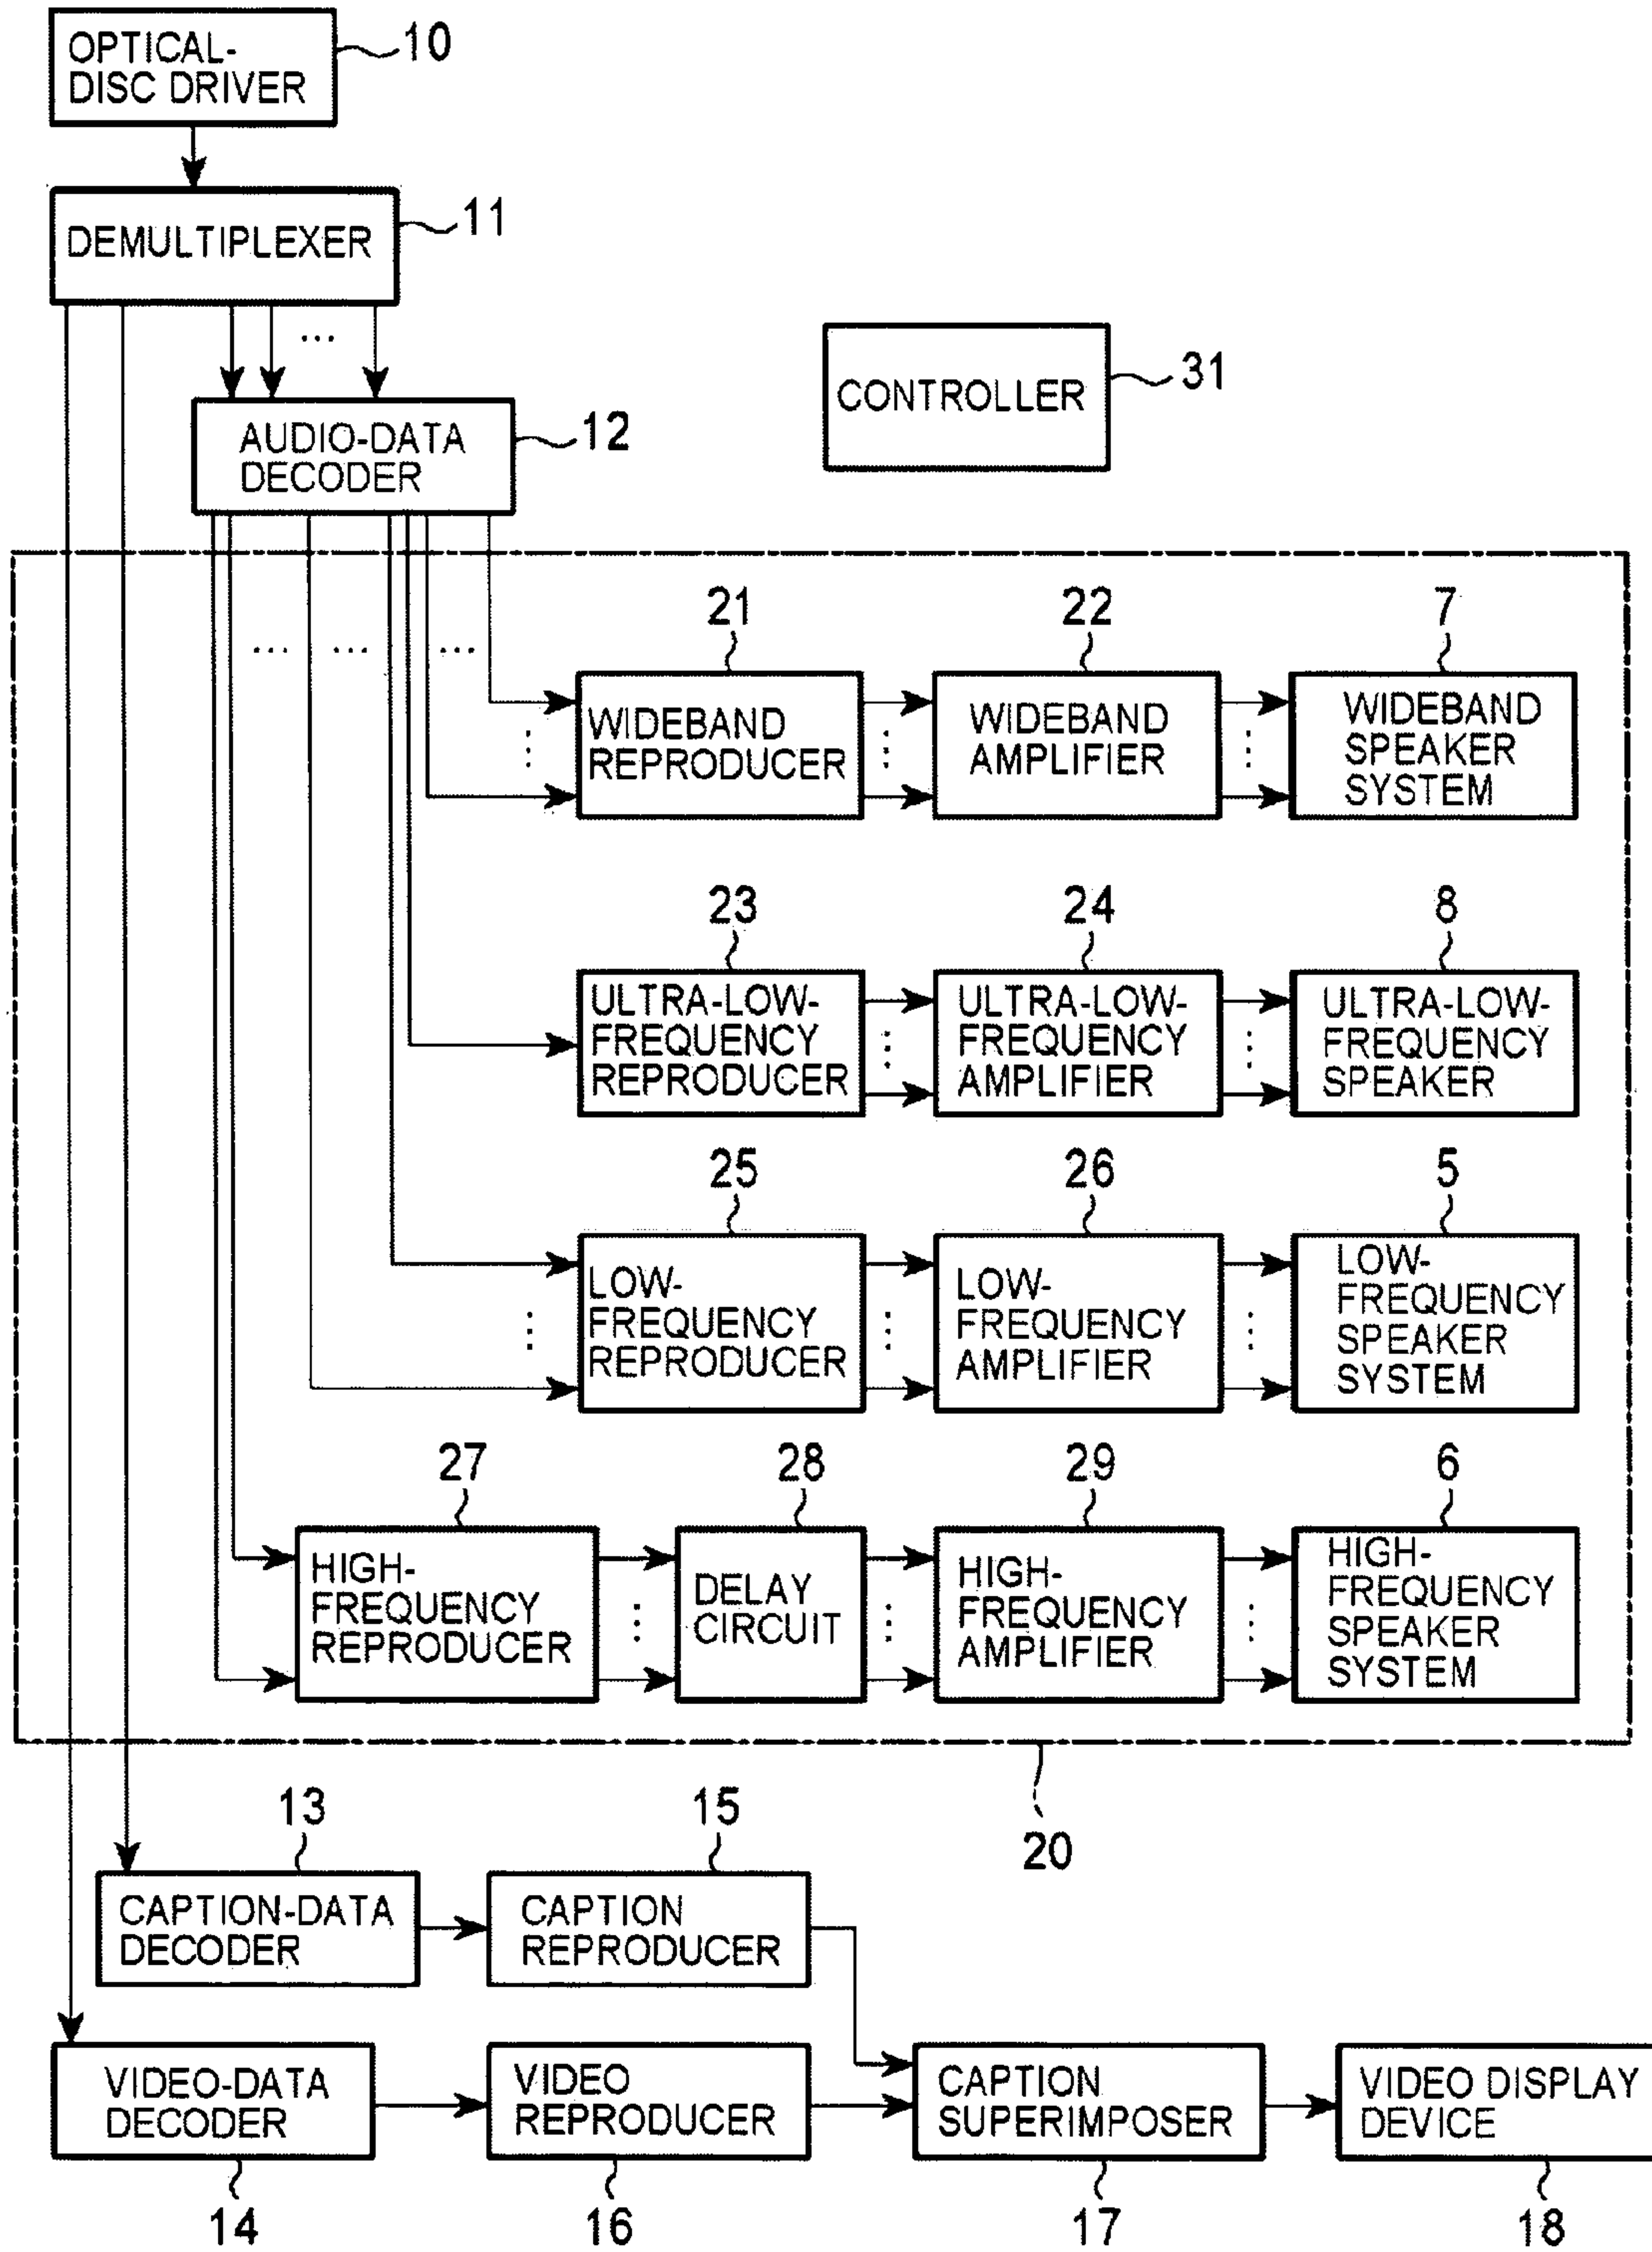 OPTICAL-
DISC DRIVER
10
DEMULTIPLEXER
11
...
CONTROLLER
31
AUDIO-DATA
DECODER
12
21
22
7
... ... ...
WIDEBAND
REPRODUCER
WIDEBAND
AMPLIFIER
WIDEBAND
SPEAKER
SYSTEM
23
24
8
ULTRA-LOW-
FREQUENCY
REPRODUCER
ULTRA-LOW-
FREQUENCY
AMPLIFIER
ULTRA-LOW-
FREQUENCY
SPEAKER
25
26
5
LOW-
FREQUENCY
REPRODUCER
LOW-
FREQUENCY
AMPLIFIER
LOW-
FREQUENCY
SPEAKER
SYSTEM
27
28
29
6
HIGH-
FREQUENCY
REPRODUCER
DELAY
CIRCUIT
HIGH-
FREQUENCY
AMPLIFIER
HIGH-
FREQUENCY
SPEAKER
SYSTEM
20
13
15
CAPTION-DATA
DECODER
CAPTION
REPRODUCER
VIDEO-DATA
DECODER
VIDEO
REPRODUCER
CAPTION
SUPERIMPOSER
VIDEO DISPLAY
DEVICE
14
16
17
18